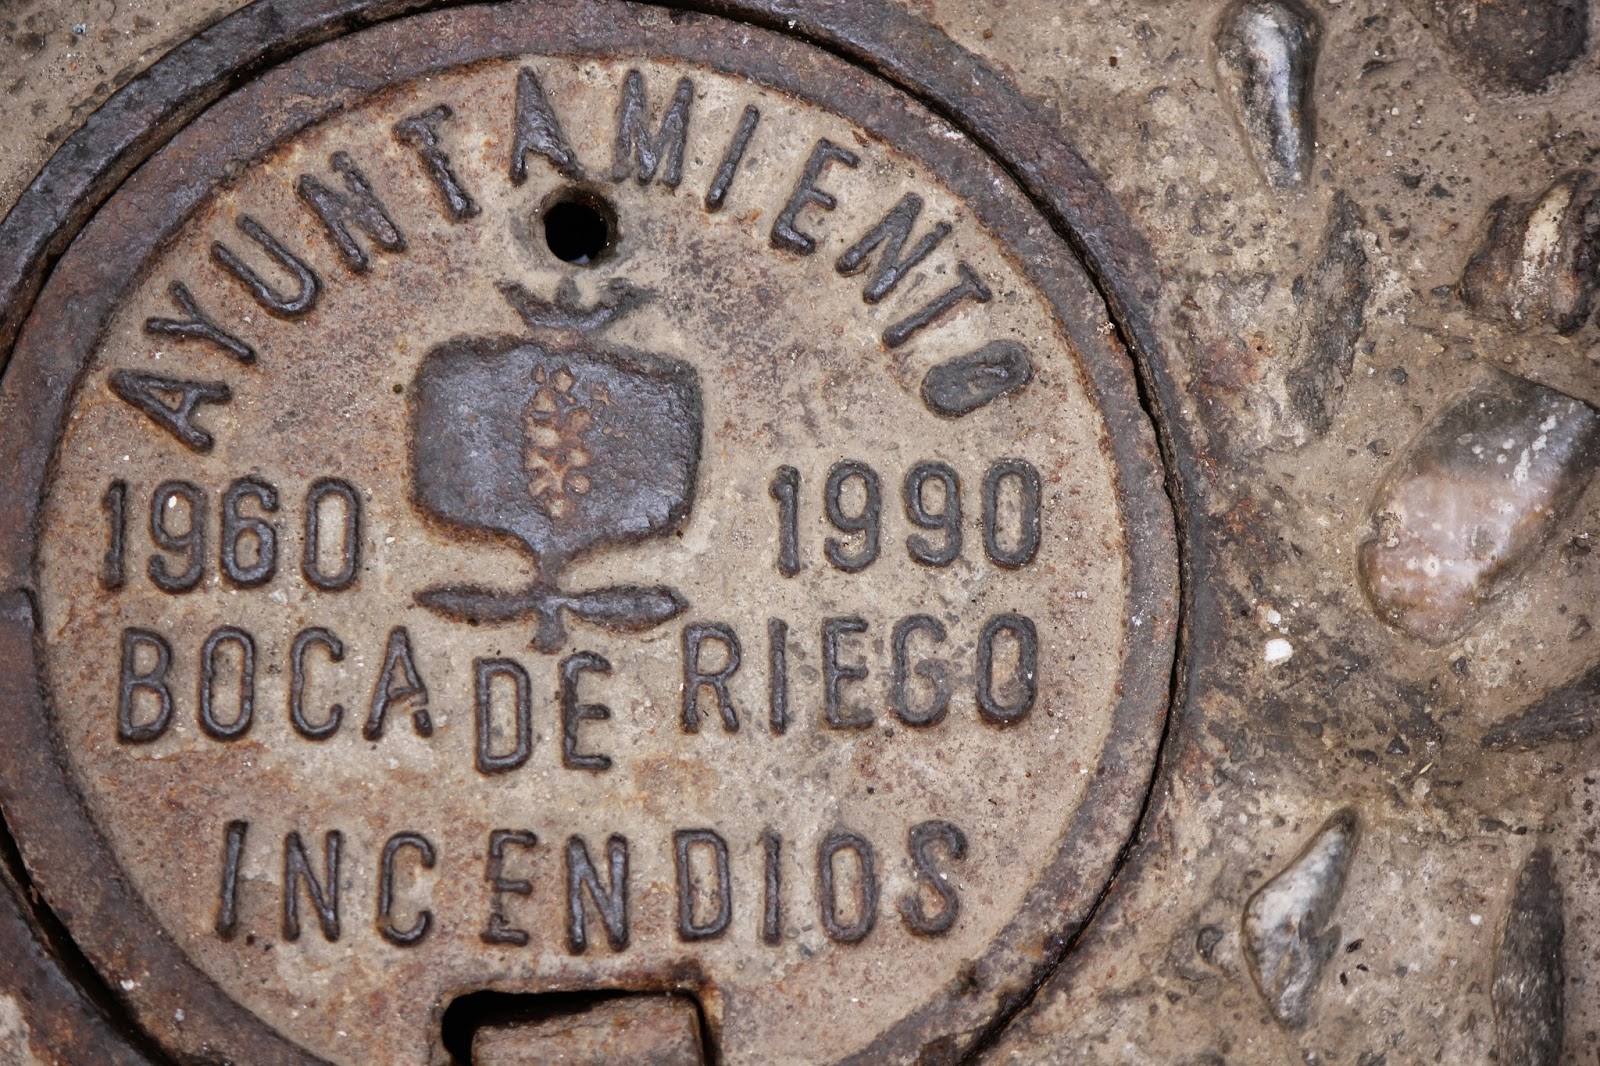 AYUNTAMIENTO
1960 1990
BOCA DE RIEGO
INCENDIOS